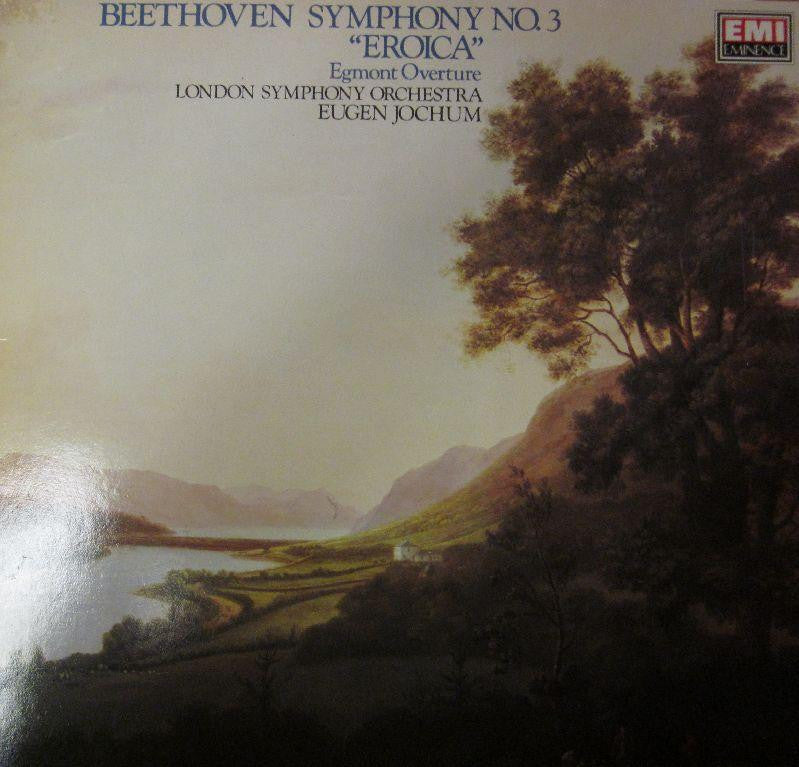 BEETHOVEN SYMPHONY NO. 3
"EROICA"
Egmont Overture
LONDON SYMPHONY ORCHESTRA
EUGEN JOCHUM
EMI
EMINENCE